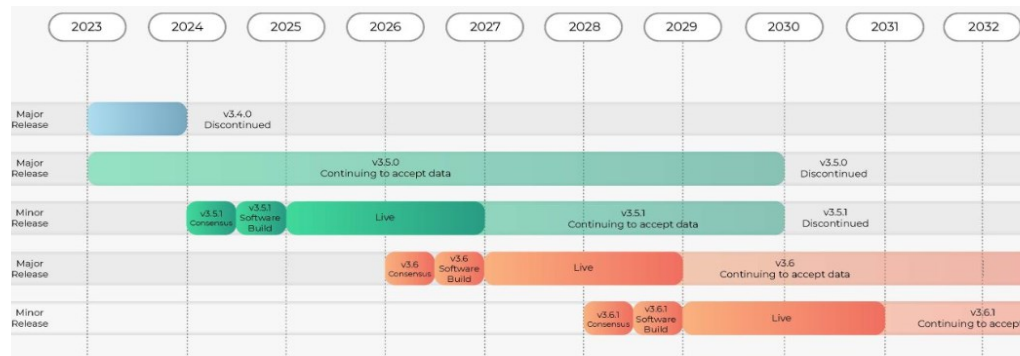 2023 2024 2025 2026 2027 2028 2029 2030 2031 2032
Major
Release
v3.4.0
Discontinued
Major
Release
v3.5.0
Continuing to accept data
v3.5.0
Discontinued
Minor
Release
v3.5.1
Consensus
v3.5.1
Software
Build
Live
v3.5.1
Continuing to accept data
v3.5.1
Discontinued
Major
Release
v3.6
Consensus
v3.6
Software
Build
Live
v3.6
Continuing to accept data
Minor
Release
v3.6.1
Consensus
v3.6.1
Software
Build
Live
v3.6.1
Continuing to accept